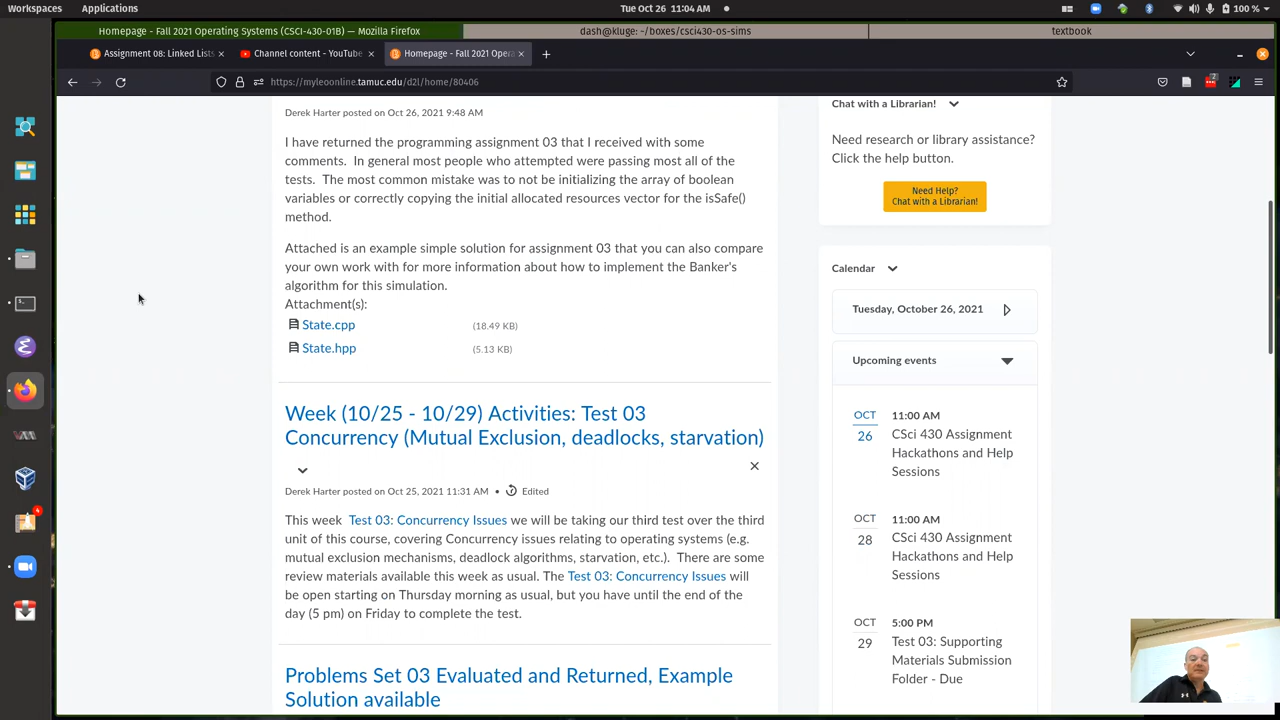 Workspaces
Applications
Tue Oct 26 11:04 AM
100 %
Homepage - Fall 2021 Operating Systems (CSCI-430-01B) — Mozilla Firefox
dash@kluge: ~/boxes/csci430-os-sims
textbook
Assignment 08: Linked Lists
Channel content - YouTube
Homepage - Fall 2021 Oper
https://myleoonline.tamuc.edu/d2l/home/80406
Derek Harter posted on Oct 26, 2021 9:48 AM
I have returned the programming assignment 03 that I received with some
comments. In general most people who attempted were passing most all of the
tests. The most common mistake was to not be initializing the array of boolean
variables or correctly copying the initial allocated resources vector for the isSafe()
method.
Attached is an example simple solution for assignment 03 that you can also compare
your own work with for more information about how to implement the Banker's
algorithm for this simulation.
Attachment(s):
State.cpp (18.49 KB)
State.hpp (5.13 KB)
Week (10/25 - 10/29) Activities: Test 03
Concurrency (Mutual Exclusion, deadlocks, starvation)
Derek Harter posted on Oct 25, 2021 11:31 AM • Edited
This week Test 03: Concurrency Issues we will be taking our third test over the third
unit of this course, covering Concurrency issues relating to operating systems (e.g.
mutual exclusion mechanisms, deadlock algorithms, starvation, etc.). There are some
review materials available this week as usual. The Test 03: Concurrency Issues will
be open starting on Thursday morning as usual, but you have until the end of the
day (5 pm) on Friday to complete the test.
Problems Set 03 Evaluated and Returned, Example
Solution available
Chat with a Librarian!
Need research or library assistance?
Click the help button.
Need Help?
Chat with a Librarian!
Calendar
Tuesday, October 26, 2021
Upcoming events
OCT
26
11:00 AM
CSci 430 Assignment
Hackathons and Help
Sessions
OCT
28
11:00 AM
CSci 430 Assignment
Hackathons and Help
Sessions
OCT
29
5:00 PM
Test 03: Supporting
Materials Submission
Folder - Due